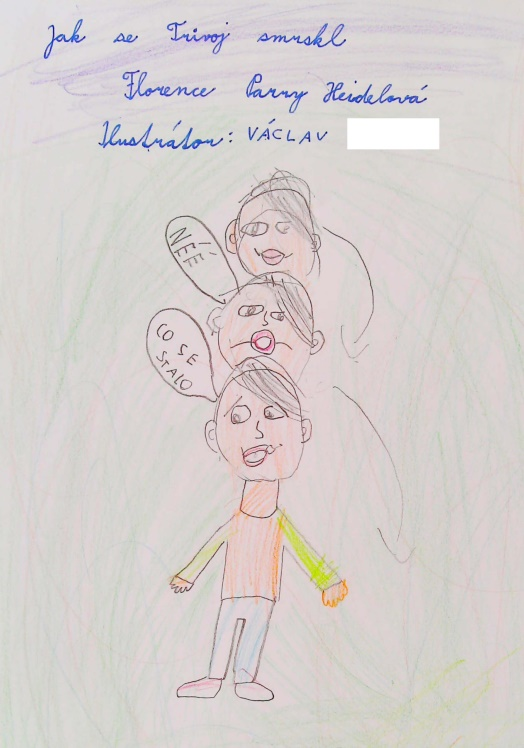 Jak se Trivoj smrskl
Florence Parry Heidelová
Ilustrátor: VÁCLAV
NÉÉ
CO SE
STALO